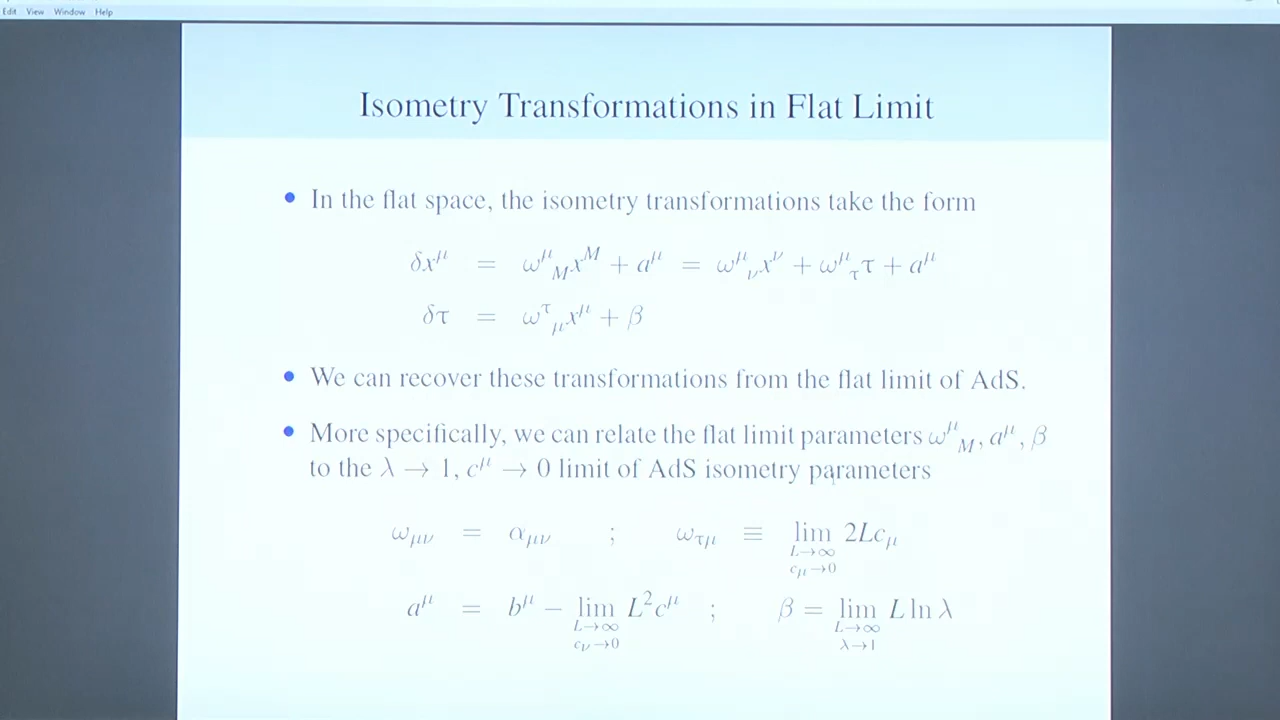 Edit View Window Help
Isometry Transformations in Flat Limit
• In the flat space, the isometry transformations take the form
δx^μ = ω^μ_M x^M + a^μ = ω^μ_ν x^ν + ω^μ_τ τ + a^μ
δτ = ω^τ_μ x^μ + β
• We can recover these transformations from the flat limit of AdS.
• More specifically, we can relate the flat limit parameters ω^μ_M, a^μ, β
to the λ → 1, c^μ → 0 limit of AdS isometry parameters
ω_μν = α_μν ; ω_τμ ≡ lim_{L→∞, c_μ→0} 2Lc_μ
a^μ = b^μ − lim_{L→∞, c_ν→0} L²c^μ ; β = lim_{L→∞, λ→1} L ln λ